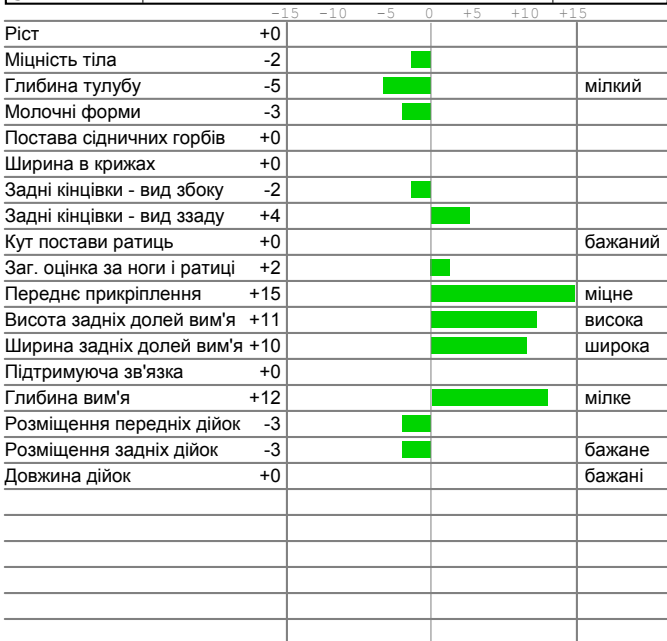 -15 -10 -5 0 +5 +10 +15
Ріст +0
Міцність тіла -2
Глибина тулубу -5 мілкий
Молочні форми -3
Постава сідничних горбів +0
Ширина в крижах +0
Задні кінцівки - вид збоку -2
Задні кінцівки - вид ззаду +4
Кут постави ратиць +0 бажаний
Заг. оцінка за ноги і ратиці +2
Переднє прикріплення +15 міцне
Висота задніх долей вим'я +11 висока
Ширина задніх долей вим'я +10 широка
Підтримуюча зв'язка +0
Глибина вим'я +12 мілке
Розміщення передніх дійок -3
Розміщення задніх дійок -3 бажане
Довжина дійок +0 бажані